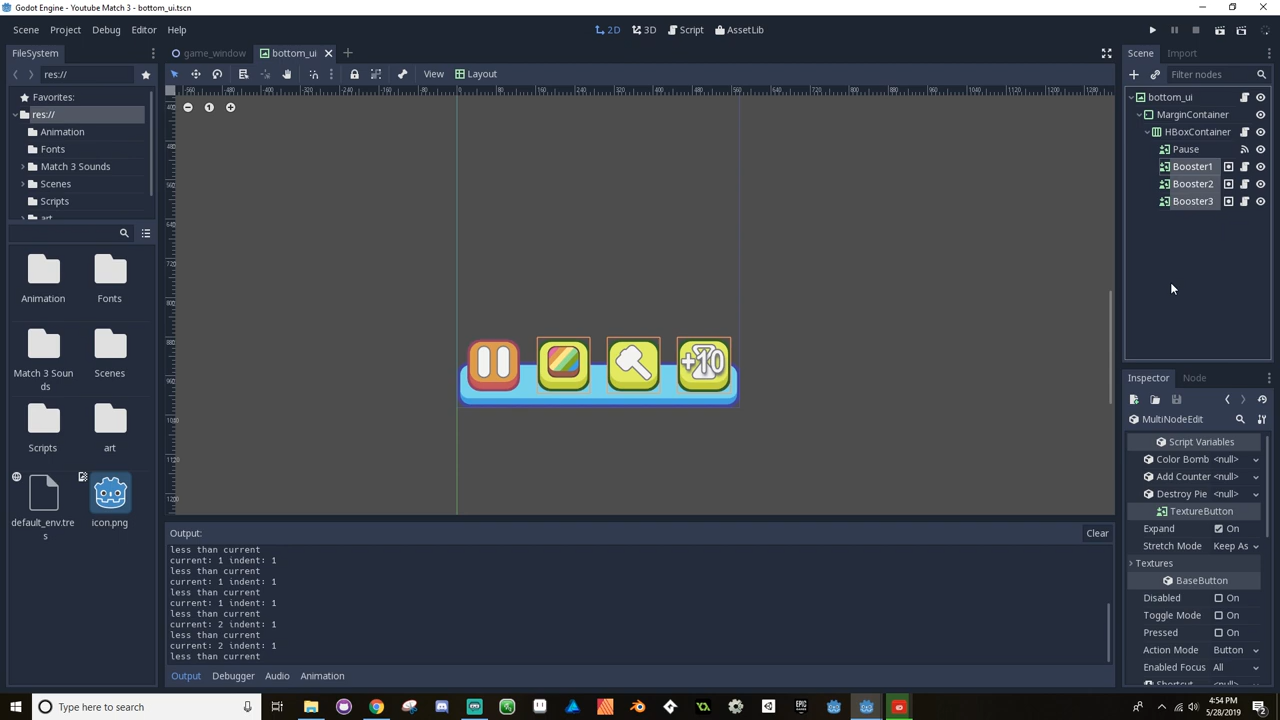 Godot Engine - Youtube Match 3 - bottom_ui.tscn
Scene Project Debug Editor Help
2D 3D Script AssetLib
FileSystem
game_window bottom_ui
Scene Import
res://
View Layout
Filter nodes
Favorites:
res://
Animation
Fonts
Match 3 Sounds
Scenes
Scripts
art
bottom_ui
MarginContainer
HBoxContainer
Pause
Booster1
Booster2
Booster3
Animation Fonts
Match 3 Sounds Scenes
Scripts art
default_env.tres icon.png
+10
Inspector Node
MultiNodeEdit
Script Variables
Color Bomb <null>
Add Counter <null>
Destroy Pie <null>
TextureButton
Expand On
Stretch Mode Keep As
Textures
BaseButton
Disabled On
Toggle Mode On
Pressed On
Action Mode Button
Enabled Focus All
Shortcut <null>
Output: Clear
less than current
current: 1 indent: 1
less than current
current: 1 indent: 1
less than current
current: 1 indent: 1
less than current
current: 2 indent: 1
less than current
current: 2 indent: 1
less than current
Output Debugger Audio Animation
Type here to search
4:54 PM
5/28/2019